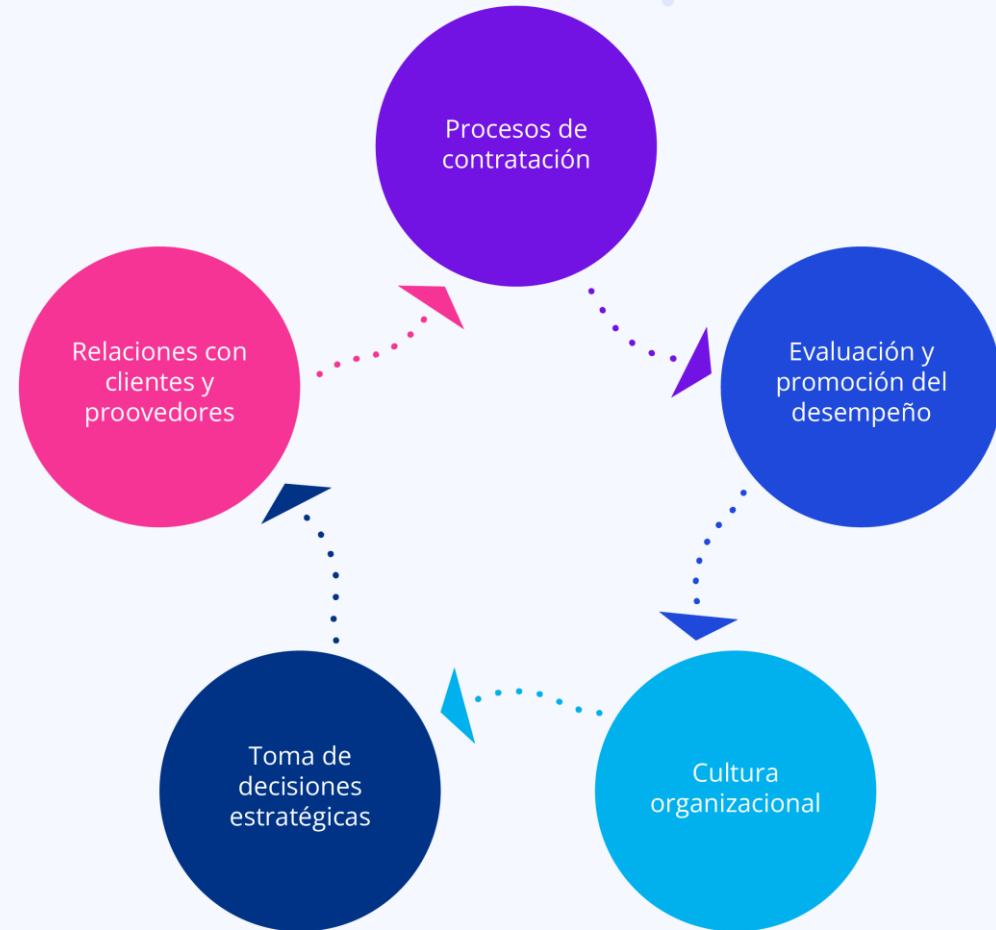 Procesos de
contratación
Evaluación y
promoción del
desempeño
Cultura
organizacional
Toma de
decisiones
estratégicas
Relaciones con
clientes y
proovedores